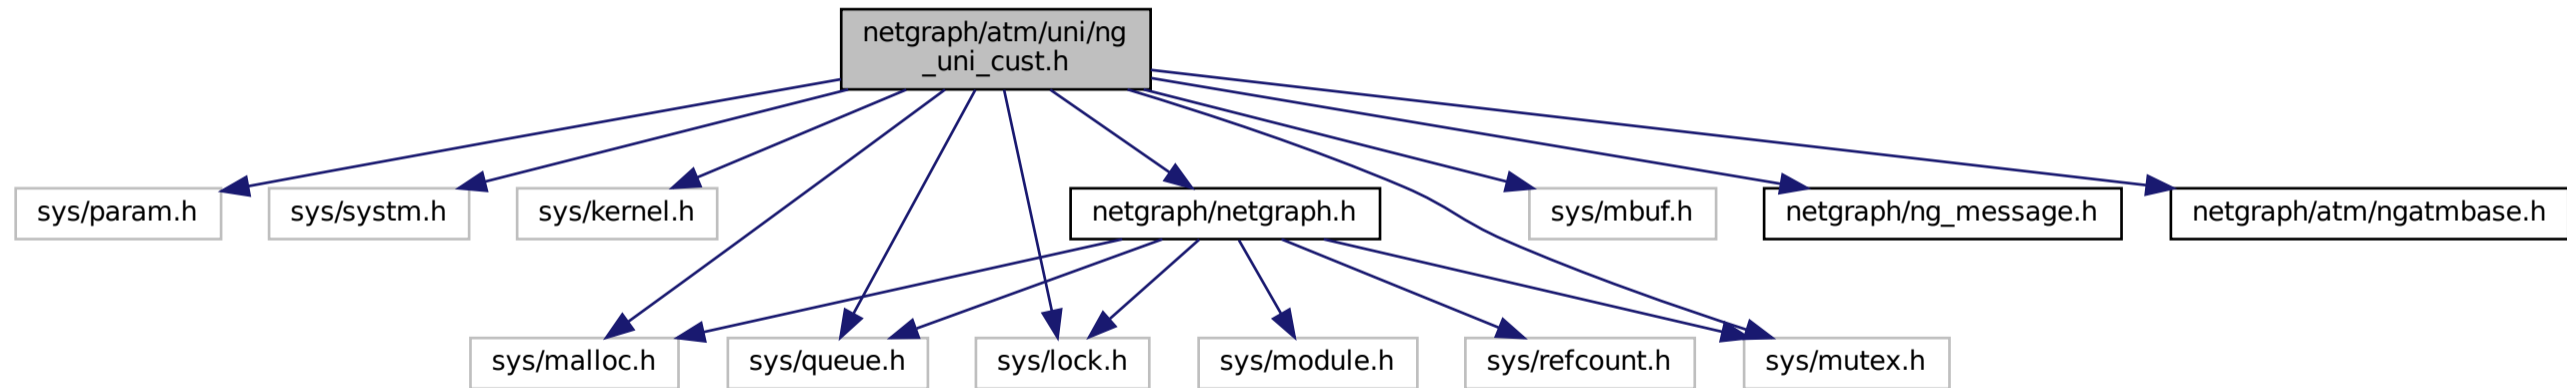 netgraph/atm/uni/ng
_uni_cust.h
sys/param.h
sys/systm.h
sys/kernel.h
netgraph/netgraph.h
sys/mbuf.h
netgraph/ng_message.h
netgraph/atm/ngatmbase.h
sys/malloc.h
sys/queue.h
sys/lock.h
sys/module.h
sys/refcount.h
sys/mutex.h